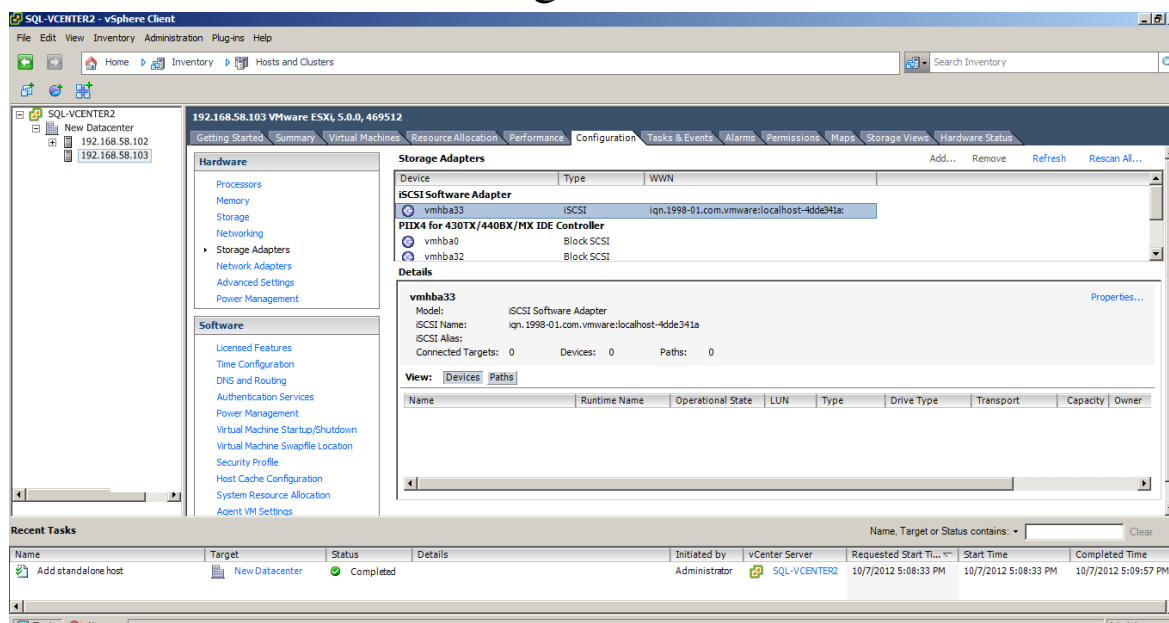 SQL-VCENTER2 - vSphere Client
File Edit View Inventory Administration Plug-ins Help
Home Inventory Hosts and Clusters
Search Inventory
SQL-VCENTER2
New Datacenter
192.168.58.102
192.168.58.103
192.168.58.103 VMware ESXi, 5.0.0, 469512
Getting Started Summary Virtual Machines Resource Allocation Performance Configuration Tasks & Events Alarms Permissions Maps Storage Views Hardware Status
Hardware
Processors
Memory
Storage
Networking
Storage Adapters
Network Adapters
Advanced Settings
Power Management
Software
Licensed Features
Time Configuration
DNS and Routing
Authentication Services
Power Management
Virtual Machine Startup/Shutdown
Virtual Machine Swapfile Location
Security Profile
Host Cache Configuration
System Resource Allocation
Agent VM Settings
Storage Adapters Add... Remove Refresh Rescan All...
Device Type WWN
iSCSI Software Adapter
vmhba33 iSCSI iqn.1998-01.com.vmware:localhost-4dde341a:
PIIX4 for 430TX/440BX/MX IDE Controller
vmhba0 Block SCSI
vmhba32 Block SCSI
Details
vmhba33 Properties...
Model: iSCSI Software Adapter
iSCSI Name: iqn.1998-01.com.vmware:localhost-4dde341a
iSCSI Alias:
Connected Targets: 0 Devices: 0 Paths: 0
View: Devices Paths
Name Runtime Name Operational State LUN Type Drive Type Transport Capacity Owner
Recent Tasks Name, Target or Status contains: Clear
Name Target Status Details Initiated by vCenter Server Requested Start Ti... Start Time Completed Time
Add standalone host New Datacenter Completed Administrator SQL-VCENTER2 10/7/2012 5:08:33 PM 10/7/2012 5:08:33 PM 10/7/2012 5:09:57 PM